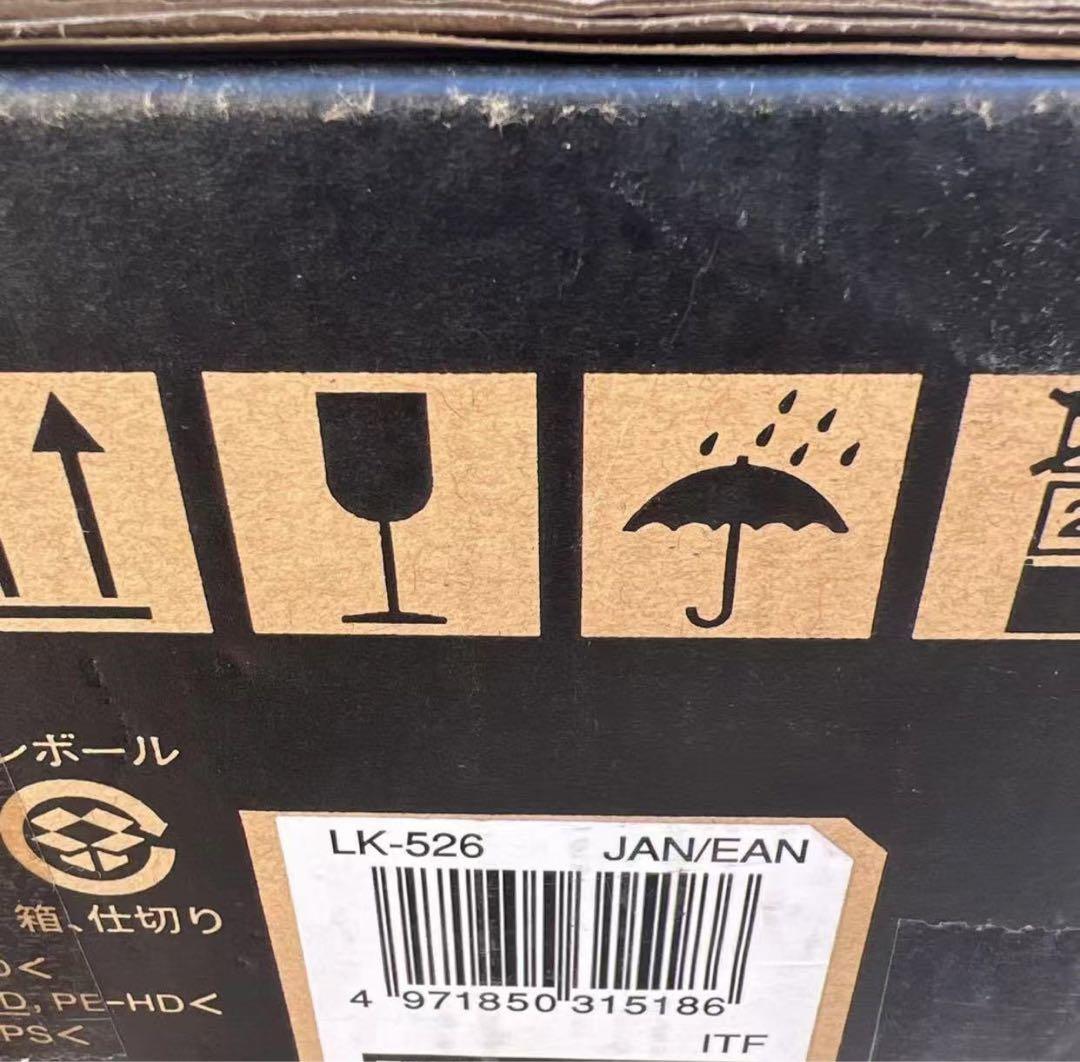 2
ンボール
箱、仕切り
LK-526 JAN/EAN
4 971850 315186
ITF
D<
D, PE-HD<
PS<